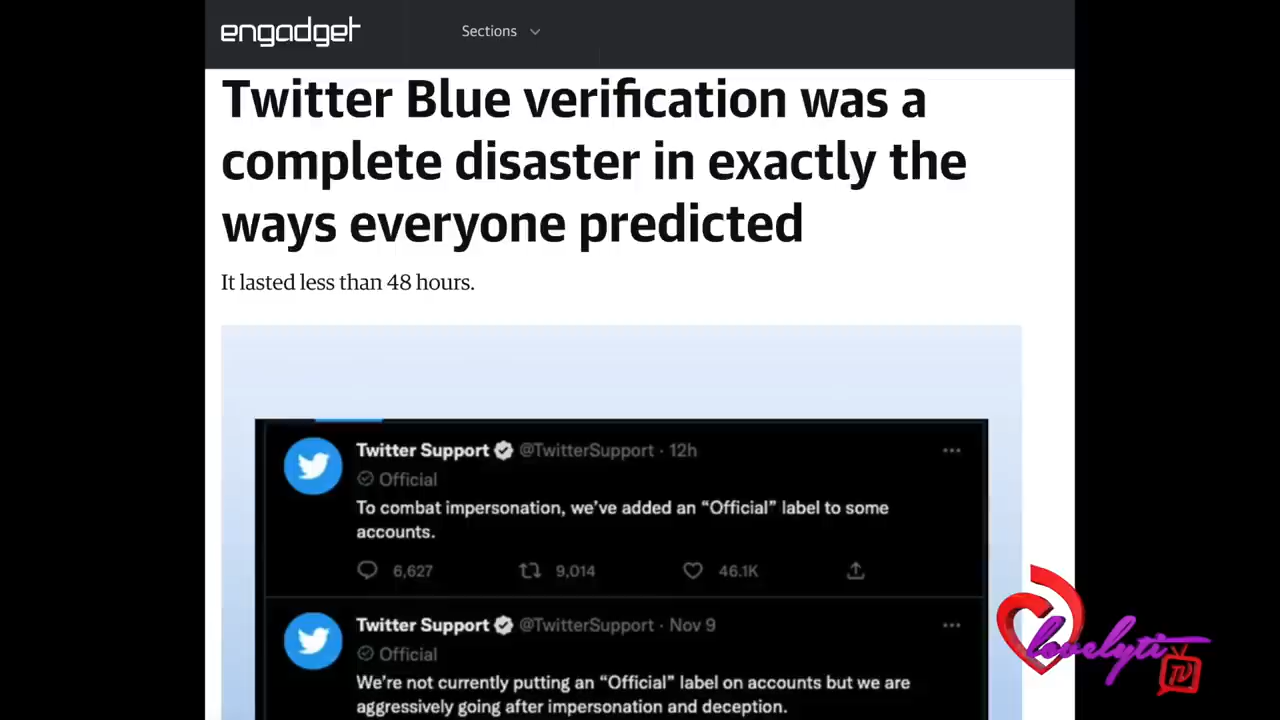 engadget
Sections
Twitter Blue verification was a
complete disaster in exactly the
ways everyone predicted
It lasted less than 48 hours.
Twitter Support @TwitterSupport · 12h
Official
To combat impersonation, we’ve added an “Official” label to some
accounts.
6,627 9,014 46.1K
Twitter Support @TwitterSupport · Nov 9
Official
We’re not currently putting an “Official” label on accounts but we are
aggressively going after impersonation and deception.
lovelyti
TV